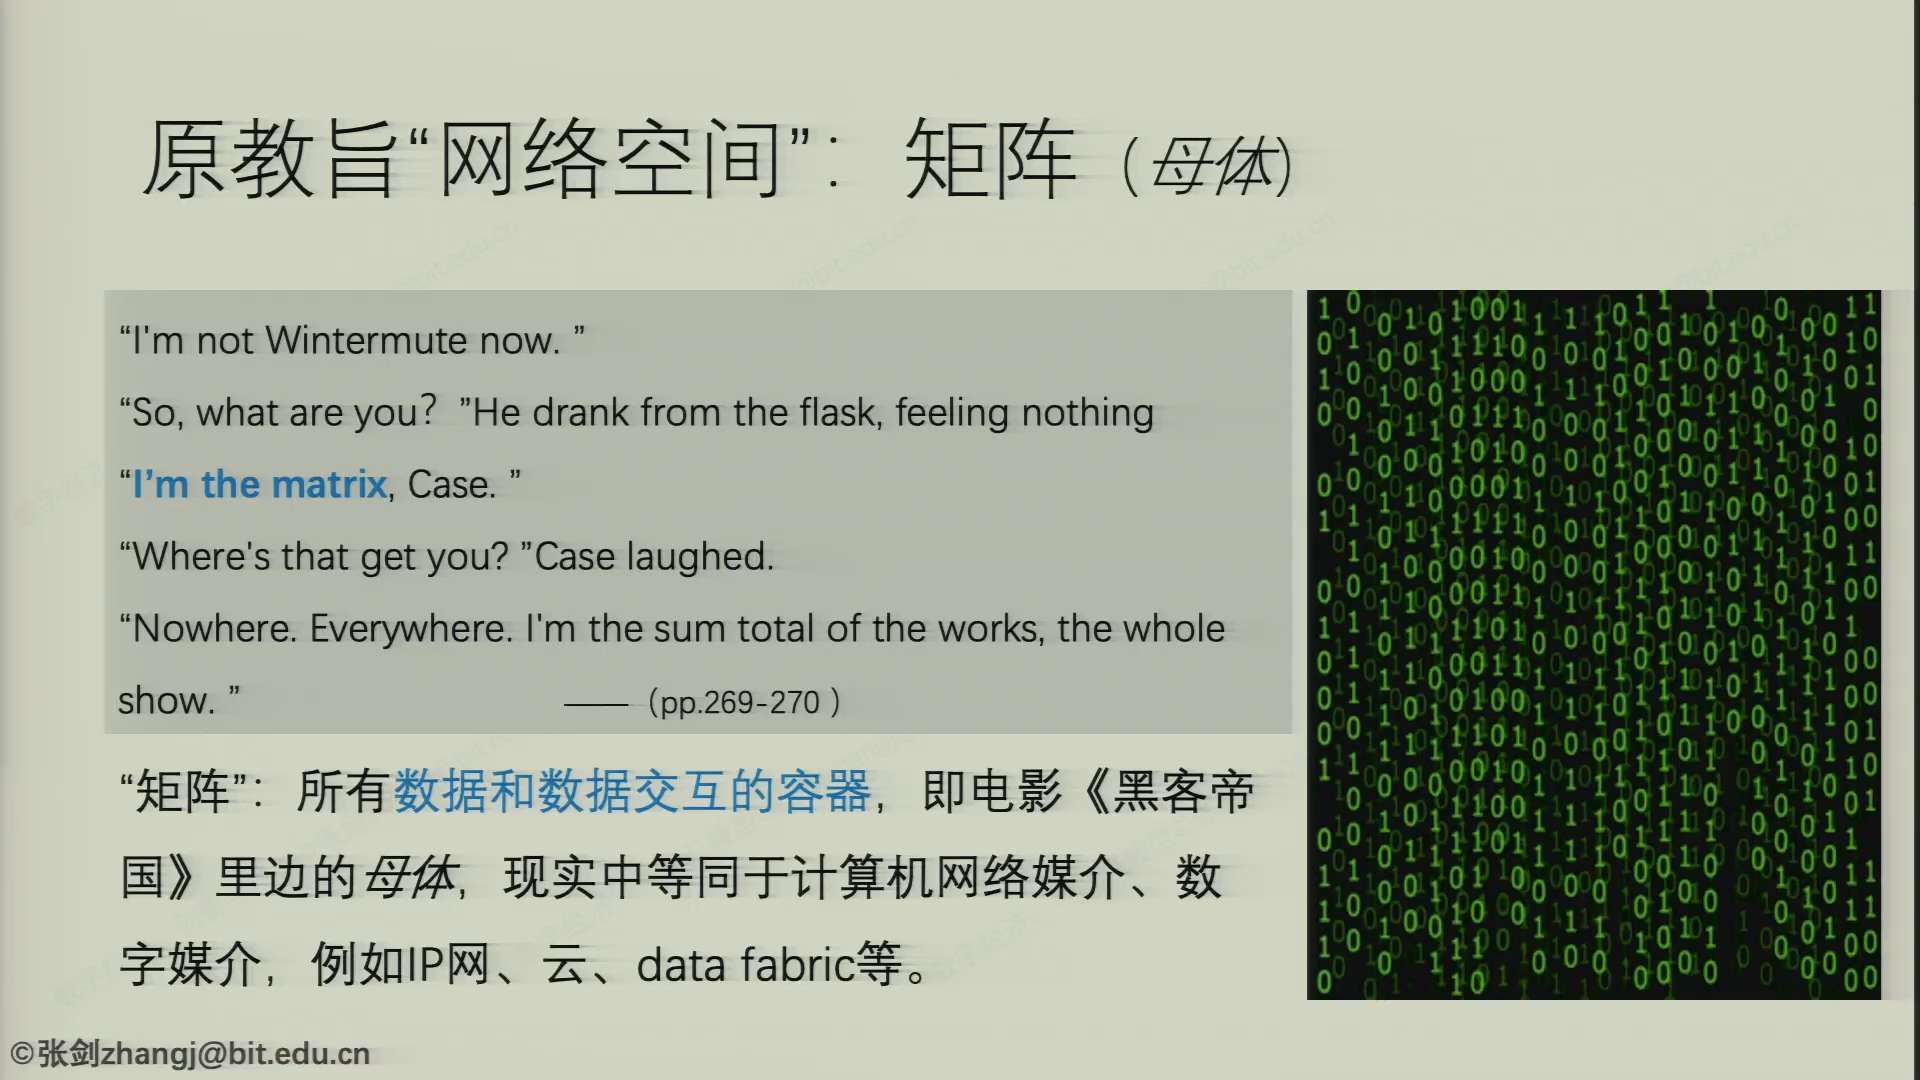 原教旨“网络空间”： 矩阵（母体）
“I'm not Wintermute now. ”
“So, what are you？ ”He drank from the flask, feeling nothing
“I’m the matrix, Case. ”
“Where's that get you? ”Case laughed.
“Nowhere. Everywhere. I'm the sum total of the works, the whole
show. ”
——（pp.269-270 ）
“矩阵”：所有数据和数据交互的容器，即电影《黑客帝
国》里边的母体，现实中等同于计算机网络媒介、数
字媒介，例如IP网、云、data fabric等。
©张剑zhangj@bit.edu.cn